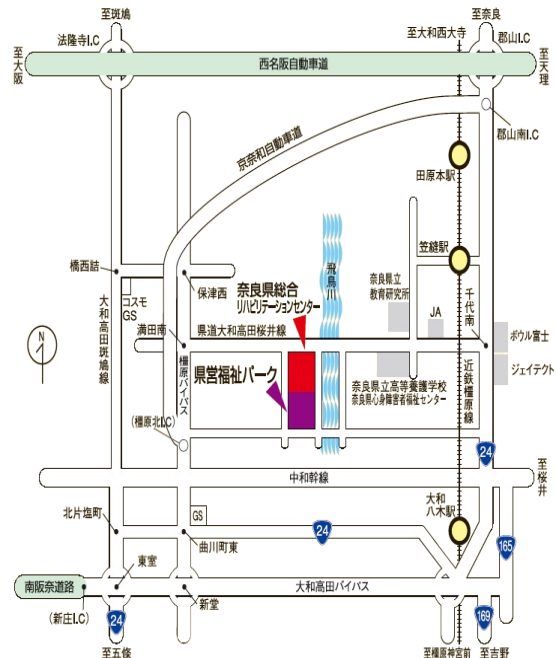 至斑鳩
至奈良
法隆寺I.C
至大和西大寺
郡山I.C
至大阪
西名阪自動車道
至天理
京奈和自動車道
郡山南I.C
田原本駅
飛鳥川
笠縫駅
橋西詰
保津西
コスモ
GS
奈良県立
教育研究所
千代南
大和高田斑鳩線
奈良県総合
リハビリテーションセンター
JA
満田南
県道大和高田桜井線
ボウル富士
ジェイテクト
橿原バイパス
県営福祉パーク
奈良県立高等養護学校
奈良県心身障害者福祉センター
近鉄橿原線
(橿原北I.C)
24
中和幹線
至桜井
大和
八木駅
GS
北片塩町
曲川町東
24
165
東室
南阪奈道路
大和高田バイパス
(新庄I.C)
24
新堂
169
至五條
至橿原神宮前
至吉野
N